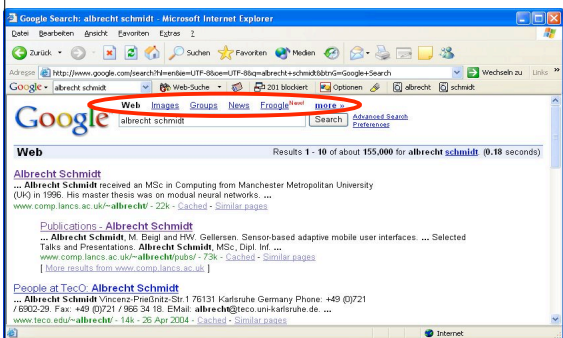 Google Search: albrecht schmidt - Microsoft Internet Explorer
Datei Bearbeiten Ansicht Favoriten Extras ?
Zurück Suchen Favoriten Medien
Adresse http://www.google.com/search?hl=en&ie=UTF-8&oe=UTF-8&q=albrecht+schmidt&btnG=Google+Search Wechseln zu Links »
Google - albrecht schmidt Web-Suche 201 blockiert Optionen albrecht schmidt
Web Images Groups News Froogle New! more »
Google albrecht schmidt Search Advanced Search
Preferences
Web Results 1 - 10 of about 155,000 for albrecht schmidt. (0.18 seconds)
Albrecht Schmidt
... Albrecht Schmidt received an MSc in Computing from Manchester Metropolitan University
(UK) in 1996. His master thesis was on modual neural networks. ...
www.comp.lancs.ac.uk/~albrecht/ - 22k - Cached - Similar pages
Publications - Albrecht Schmidt
... Albrecht Schmidt, M. Beigl and HW. Gellersen. Sensor-based adaptive mobile user interfaces. ... Selected
Talks and Presentations. Albrecht Schmidt, MSc, Dipl. Inf. ...
www.comp.lancs.ac.uk/~albrecht/pubs/ - 73k - Cached - Similar pages
[ More results from www.comp.lancs.ac.uk ]
People at TecO: Albrecht Schmidt
... Albrecht Schmidt Vincenz-Prießnitz-Str.1 76131 Karlsruhe Germany Phone: +49 (0)721
/ 6902-29. Fax: +49 (0)721 / 966 34 18. EMail: albrecht@teco.uni-karlsruhe.de. ...
www.teco.edu/~albrecht/ - 14k - 26 Apr 2004 - Cached - Similar pages
Internet